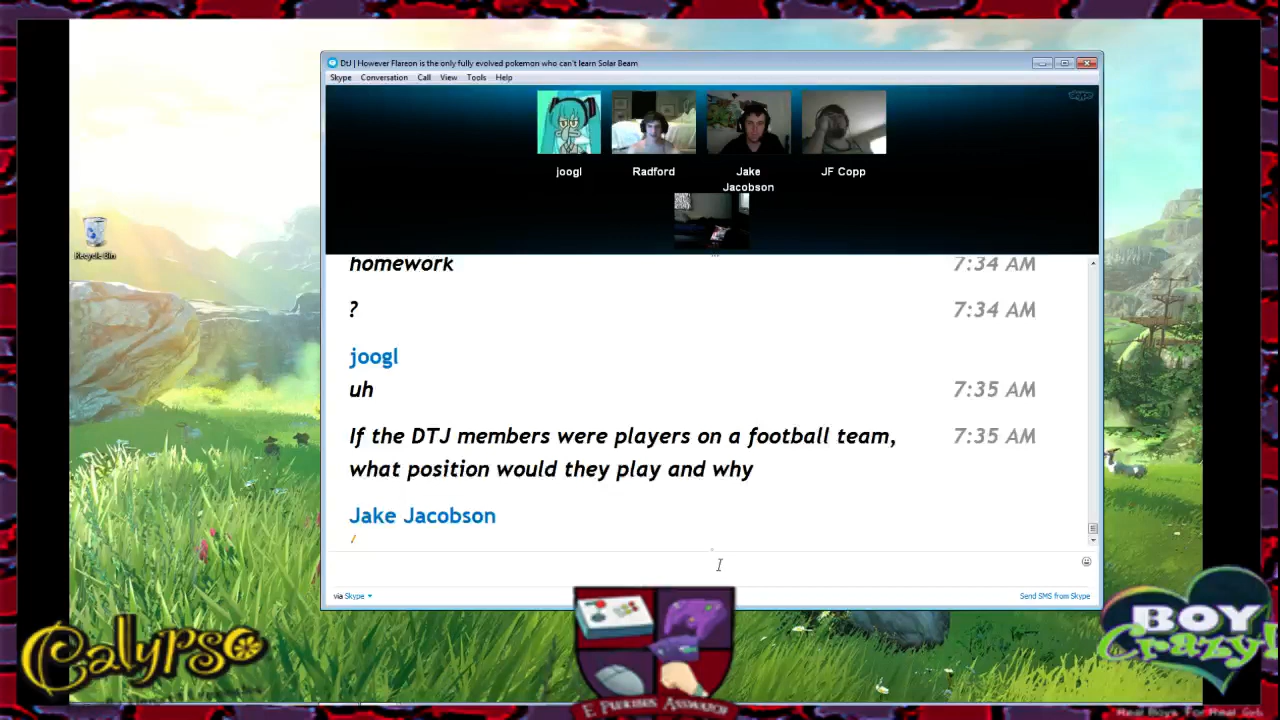 DtJ | However Flareon is the only fully evolved pokemon who can't learn Solar Beam
Skype Conversation Call View Tools Help
skype
joogl
Radford
Jake
Jacobson
JF Copp
Recycle Bin
homework 7:34 AM
? 7:34 AM
joogl
uh 7:35 AM
If the DTJ members were players on a football team, 7:35 AM
what position would they play and why
Jake Jacobson
via Skype
Send SMS from Skype
Calypso
BOY
Crazy!